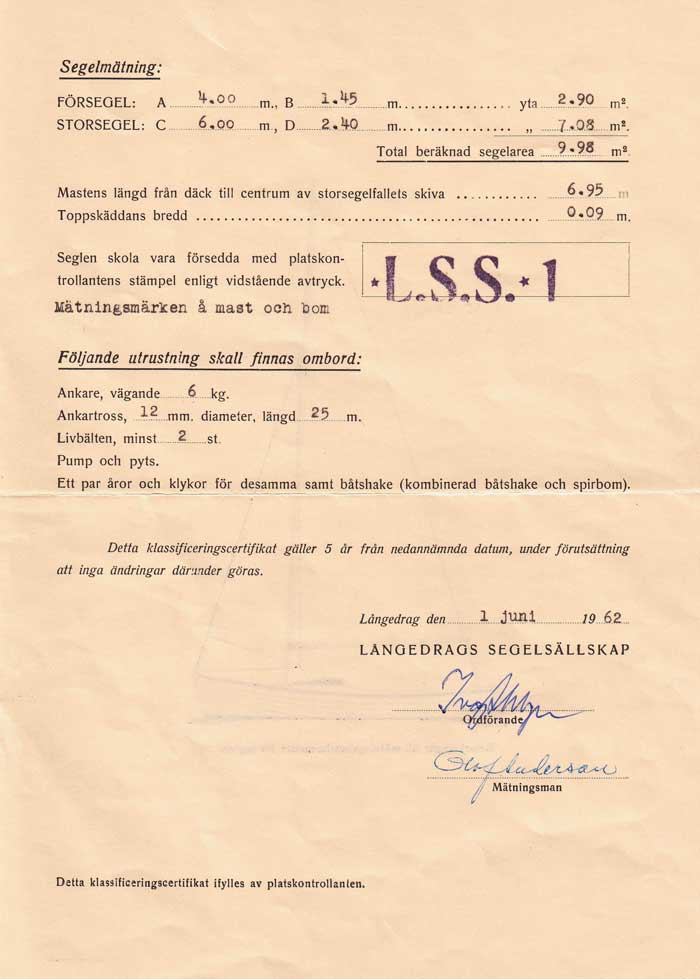 Segelmätning:
FÖRSEGEL: A 4.00 m., B 1.45 m. ................. yta 2.90 m².
STORSEGEL: C 6.00 m, D 2.40 m. ................. „ 7.08 m².
Total beräknad segelarea 9.98 m²
Mastens längd från däck till centrum av storsegelfallets skiva ............ 6.95 m
Toppskäddans bredd .................................................. 0.09 m.
Seglen skola vara försedda med platskon-
trollantens stämpel enligt vidstående avtryck.
* L.S.S. * 1
Mätningsmärken å mast och bom
Följande utrustning skall finnas ombord:
Ankare, vägande 6 kg.
Ankartross, 12 mm. diameter, längd 25 m.
Livbälten, minst 2 st.
Pump och pyts.
Ett par åror och klykor för desamma samt båtshake (kombinerad båtshake och spirbom).
Detta klassificeringscertifikat gäller 5 år från nedannämnda datum, under förutsättning
att inga ändringar därunder göras.
Långedrag den 1 juni 19 62
LÅNGEDRAGS SEGELSÄLLSKAP
Ordförande
Olof Anderson
Mätningsman
Detta klassificeringscertifikat ifylles av platskontrollanten.